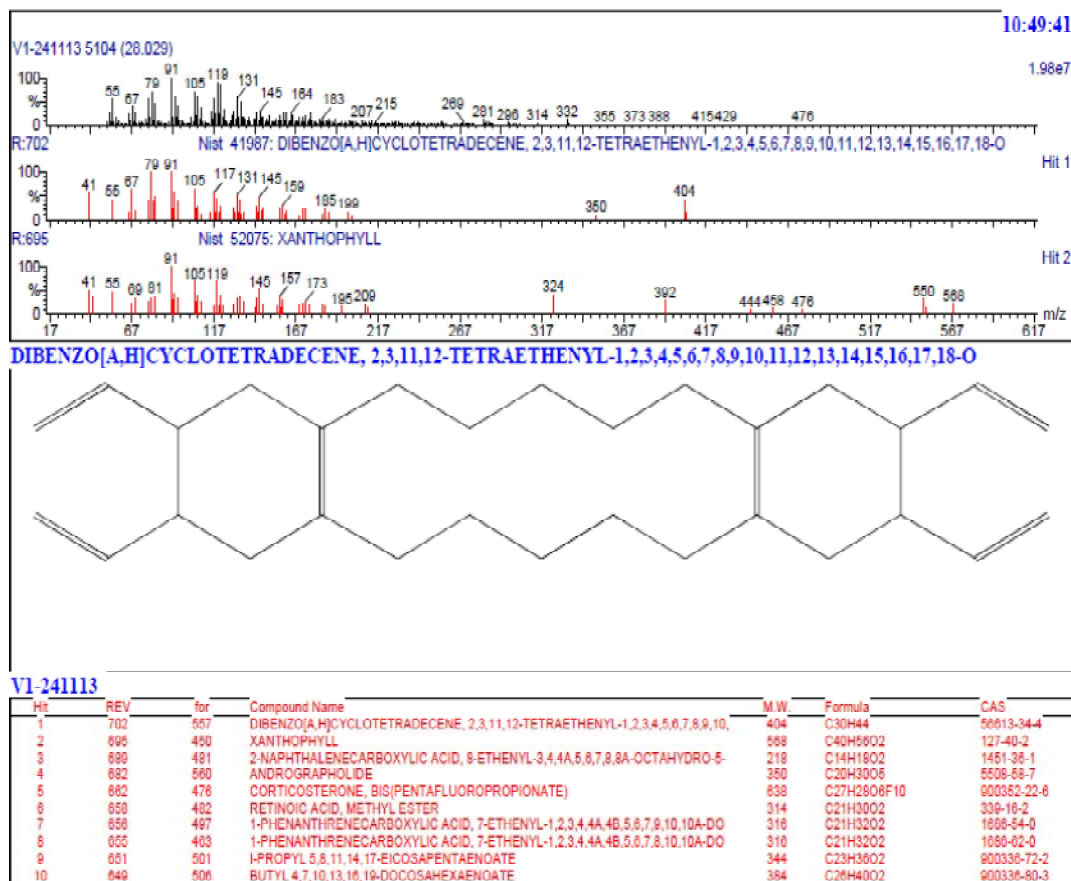 10:49:41
V1-241113 5104 (28.029)
1.98e7
100
%
0
55 67 79 91 105 119 131 145 164 183 207 215 269 281 296 314 332 355 373 388 415 429 476
R:702 Nist 41987: DIBENZO[A,H]CYCLOTETRADECENE, 2,3,11,12-TETRAETHENYL-1,2,3,4,5,6,7,8,9,10,11,12,13,14,15,16,17,18-O
Hit 1
100
%
0
41 55 67 79 91 105 117 131 145 159 185 199 350 404
R:695 Nist 52075: XANTHOPHYLL
Hit 2
100
%
0
41 55 69 81 91 105 119 145 157 173 195 209 324 392 444 458 476 550 568
m/z
17 67 117 167 217 267 317 367 417 467 517 567 617
DIBENZO[A,H]CYCLOTETRADECENE, 2,3,11,12-TETRAETHENYL-1,2,3,4,5,6,7,8,9,10,11,12,13,14,15,16,17,18-O
V1-241113
Hit REV for Compound Name M.W. Formula CAS
1 702 557 DIBENZO[A,H]CYCLOTETRADECENE, 2,3,11,12-TETRAETHENYL-1,2,3,4,5,6,7,8,9,10, 404 C30H44 56613-34-4
2 695 450 XANTHOPHYLL 568 C40H56O2 127-40-2
3 689 481 2-NAPHTHALENECARBOXYLIC ACID, 8-ETHENYL-3,4,4A,5,6,7,8,8A-OCTAHYDRO-5- 218 C14H18O2 1451-36-1
4 682 560 ANDROGRAPHOLIDE 350 C20H30O5 5508-58-7
5 662 476 CORTICOSTERONE, BIS(PENTAFLUOROPROPIONATE) 638 C27H28O6F10 900352-22-6
6 658 482 RETINOIC ACID, METHYL ESTER 314 C21H30O2 339-16-2
7 656 497 1-PHENANTHRENECARBOXYLIC ACID, 7-ETHENYL-1,2,3,4,4A,4B,5,6,7,9,10,10A-DO 316 C21H32O2 1686-54-0
8 655 463 1-PHENANTHRENECARBOXYLIC ACID, 7-ETHENYL-1,2,3,4,4A,4B,5,6,7,8,10,10A-DO 316 C21H32O2 1686-62-0
9 651 501 I-PROPYL 5,8,11,14,17-EICOSAPENTAENOATE 344 C23H36O2 900336-72-2
10 649 506 BUTYL 4,7,10,13,16,19-DOCOSAHEXAENOATE 384 C26H40O2 900336-80-3